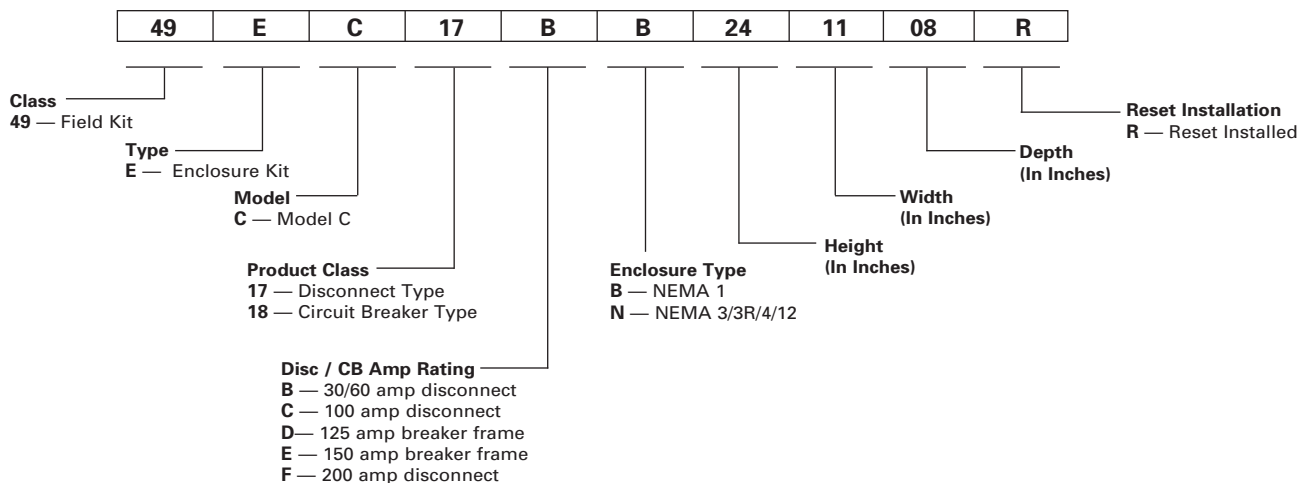 49 E C 17 B B 24 11 08 R
Class
49 — Field Kit
Type
E — Enclosure Kit
Model
C — Model C
Product Class
17 — Disconnect Type
18 — Circuit Breaker Type
Disc / CB Amp Rating
B — 30/60 amp disconnect
C — 100 amp disconnect
D— 125 amp breaker frame
E — 150 amp breaker frame
F — 200 amp disconnect
Enclosure Type
B — NEMA 1
N — NEMA 3/3R/4/12
Height
(In Inches)
Width
(In Inches)
Depth
(In Inches)
Reset Installation
R — Reset Installed